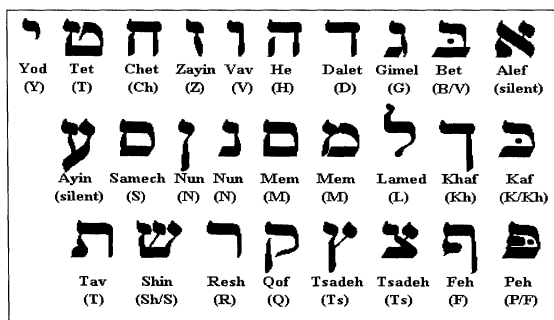 א בּ ג ד ה ו ז ח ט י
Yod Tet Chet Zayin Vav He Dalet Gimel Bet Alef
(Y) (T) (Ch) (Z) (V) (H) (D) (G) (B/V) (silent)
כּ ך ל מ ם נ ן ס ע
Ayin Samech Nun Nun Mem Mem Lamed Khaf Kaf
(silent) (S) (N) (N) (M) (M) (L) (Kh) (K/Kh)
פּ ף צ ץ ק ר ש ת
Tav Shin Resh Qof Tsadeh Tsadeh Feh Peh
(T) (Sh/S) (R) (Q) (Ts) (Ts) (F) (P/F)